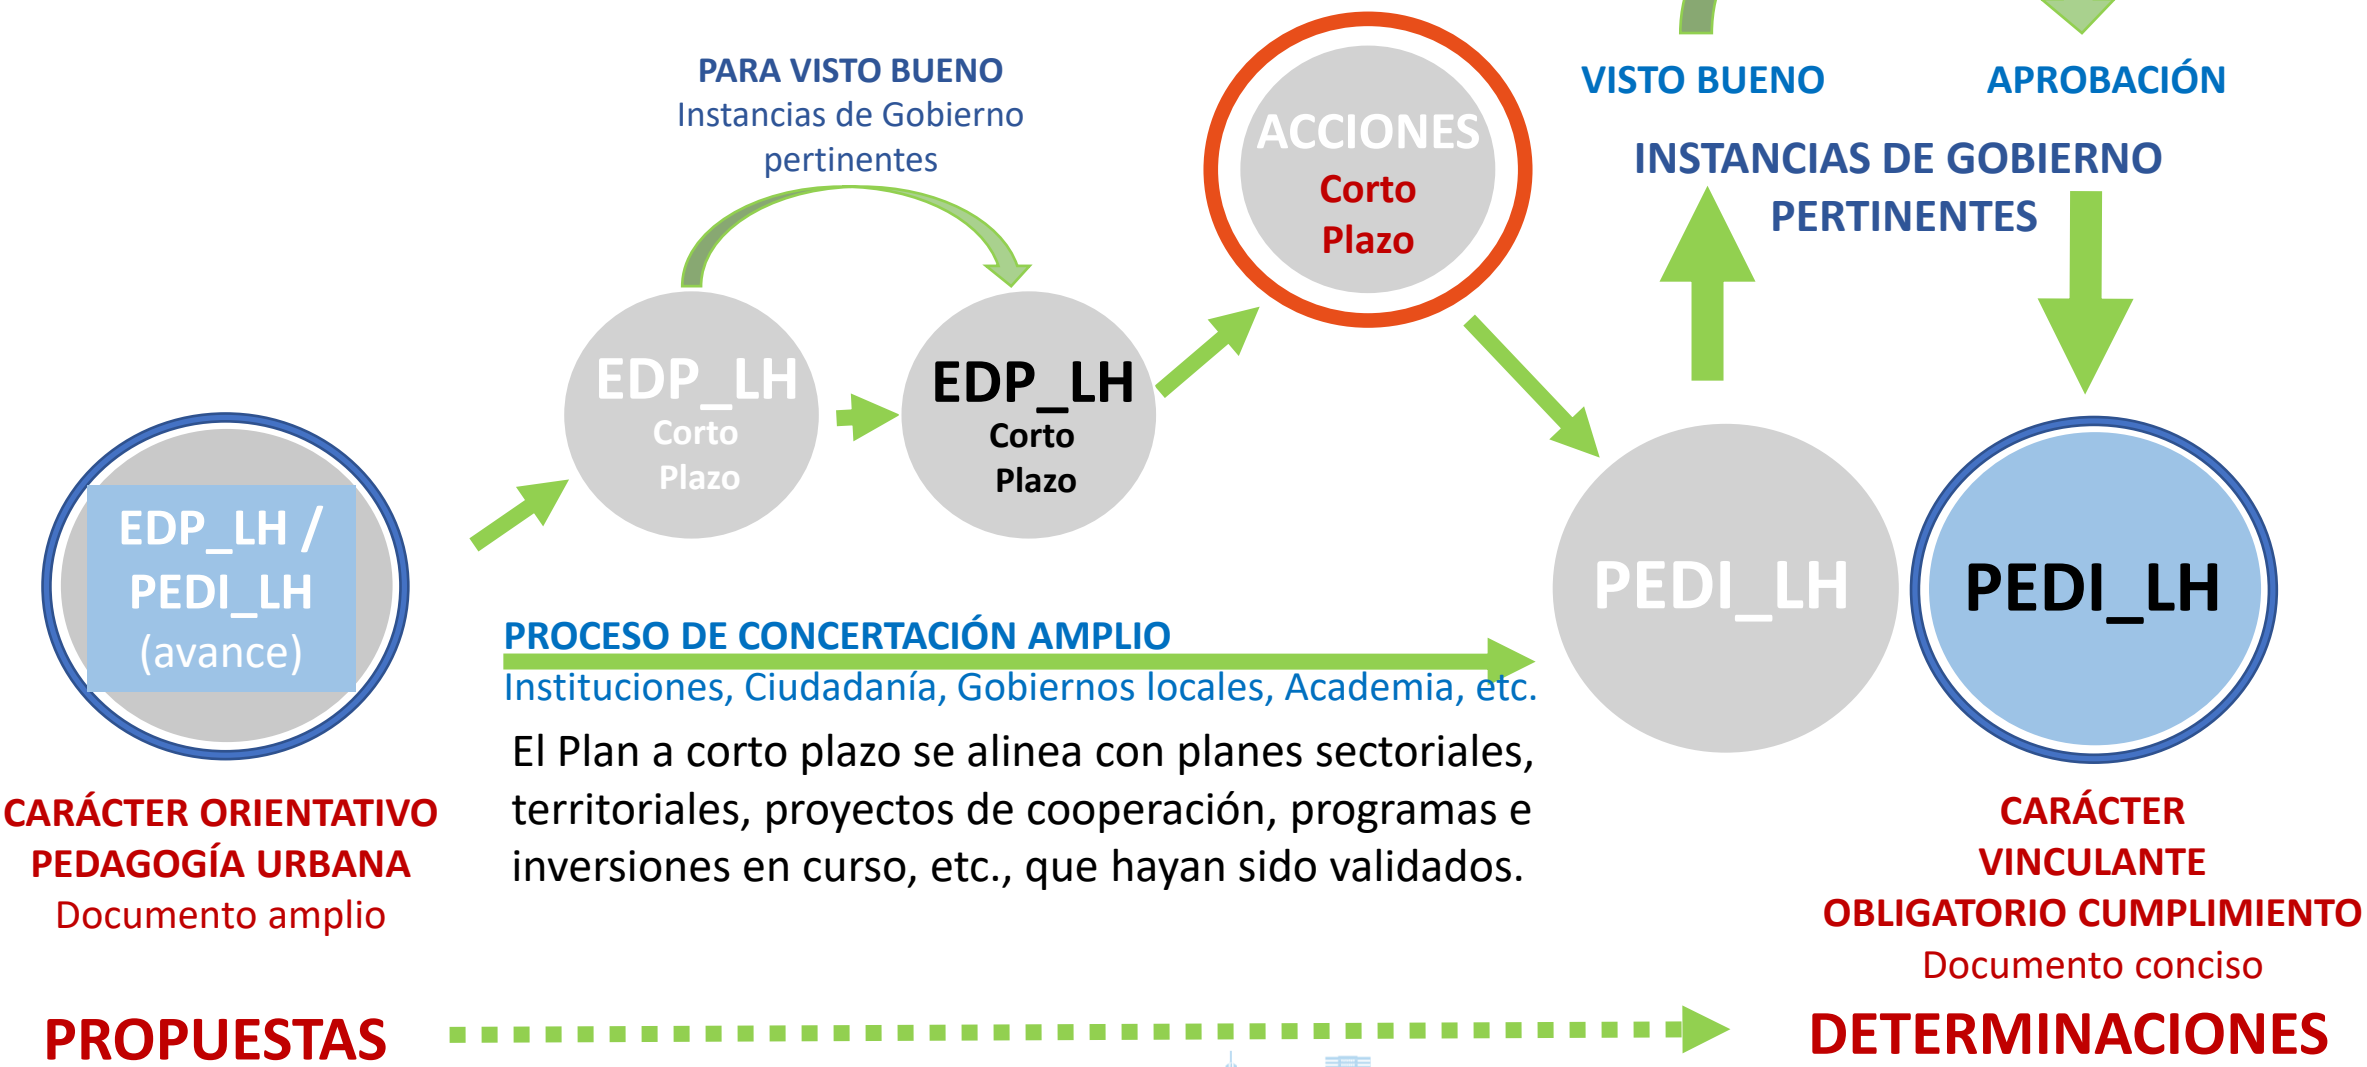 PARA VISTO BUENO
Instancias de Gobierno
pertinentes
ACCIONES
Corto
Plazo
VISTO BUENO
APROBACIÓN
INSTANCIAS DE GOBIERNO
PERTINENTES
EDP_LH
Corto
Plazo
EDP_LH
Corto
Plazo
EDP_LH /
PEDI_LH
(avance)
PEDI_LH
PEDI_LH
PROCESO DE CONCERTACIÓN AMPLIO
Instituciones, Ciudadanía, Gobiernos locales, Academia, etc.
El Plan a corto plazo se alinea con planes sectoriales,
territoriales, proyectos de cooperación, programas e
inversiones en curso, etc., que hayan sido validados.
CARÁCTER ORIENTATIVO
PEDAGOGÍA URBANA
Documento amplio
CARÁCTER
VINCULANTE
OBLIGATORIO CUMPLIMIENTO
Documento conciso
PROPUESTAS
DETERMINACIONES